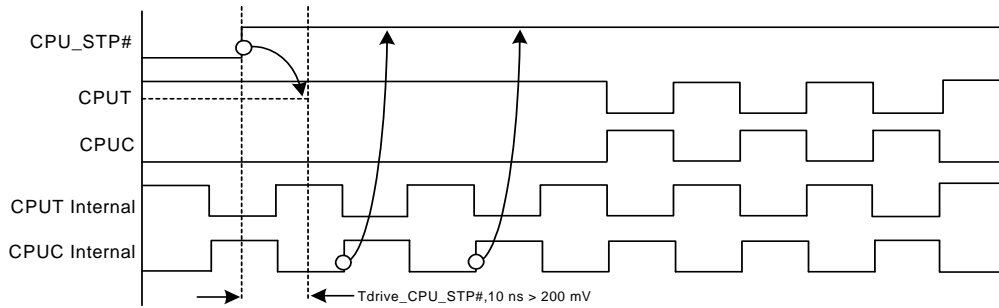 CPU_STP#
CPUT
CPUC
CPUT Internal
CPUC Internal
Tdrive_CPU_STP#,10 ns > 200 mV